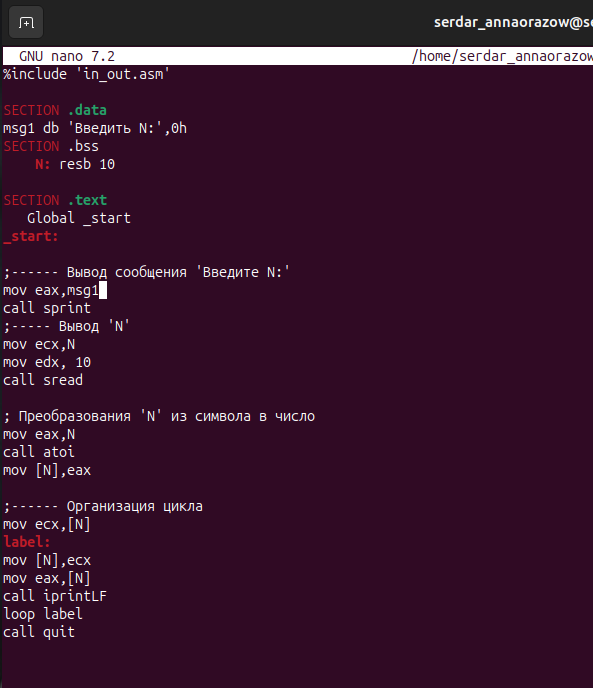 serdar_annaorazow@se
GNU nano 7.2 /home/serdar_annaorazow
%include 'in_out.asm'
SECTION .data
msg1 db 'Введить N:',0h
SECTION .bss
N: resb 10
SECTION .text
Global _start
_start:
;------ Вывод сообщения 'Введите N:'
mov eax,msg1
call sprint
;----- Вывод 'N'
mov ecx,N
mov edx, 10
call sread
; Преобразования 'N' из символа в число
mov eax,N
call atoi
mov [N],eax
;------ Организация цикла
mov ecx,[N]
label:
mov [N],ecx
mov eax,[N]
call iprintLF
loop label
call quit